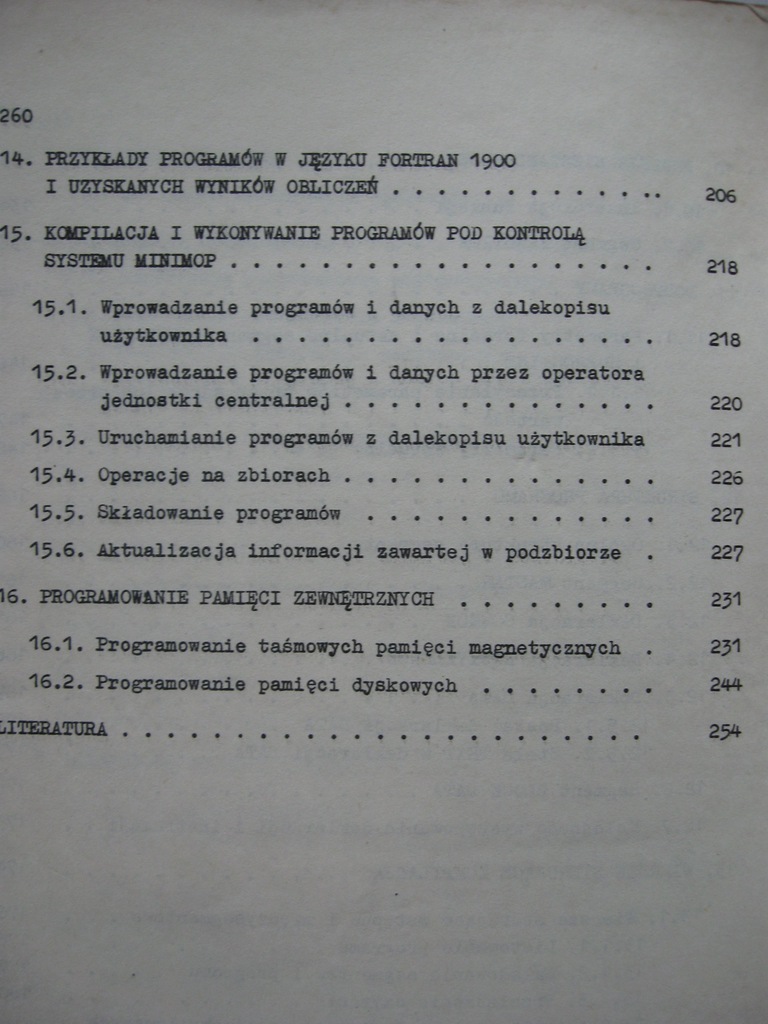 260
14. PRZYKŁADY PROGRAMÓW W JĘZYKU FORTRAN 1900
I UZYSKANYCH WYNIKÓW OBLICZEŃ . . . . . . . . . . . . .. 206
15. KOMPILACJA I WYKONYWANIE PROGRAMÓW POD KONTROLĄ
SYSTEMU MINIMOP . . . . . . . . . . . . . . . . . . . 218
15.1. Wprowadzanie programów i danych z dalekopisu
użytkownika . . . . . . . . . . . . . . . . . . 218
15.2. Wprowadzanie programów i danych przez operatora
jednostki centralnej . . . . . . . . . . . . . . 220
15.3. Uruchamianie programów z dalekopisu użytkownika 221
15.4. Operacje na zbiorach . . . . . . . . . . . . . . 226
15.5. Składowanie programów . . . . . . . . . . . . . 227
15.6. Aktualizacja informacji zawartej w podzbiorze . 227
16. PROGRAMOWANIE PAMIĘCI ZEWNĘTRZNYCH . . . . . . . . . 231
16.1. Programowanie taśmowych pamięci magnetycznych . 231
16.2. Programowanie pamięci dyskowych . . . . . . . . 244
LITERATURA . . . . . . . . . . . . . . . . . . . . . . . 254